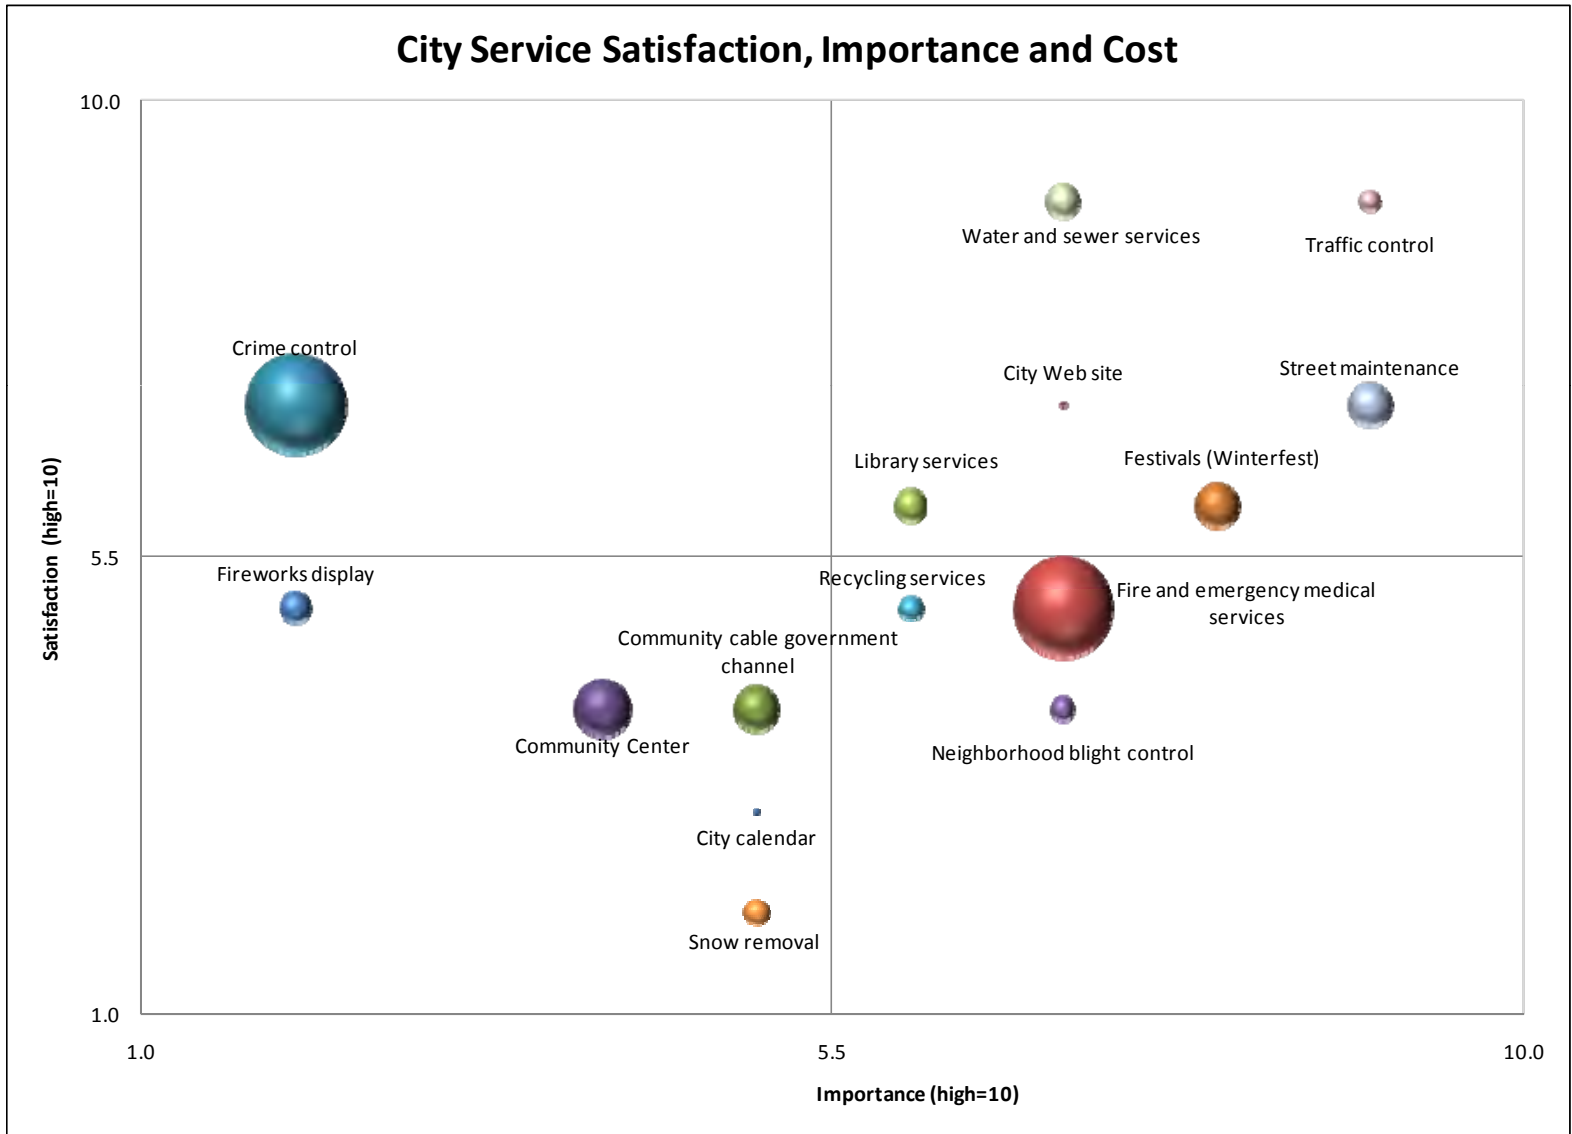 City Service Satisfaction, Importance and Cost
10.0
Water and sewer services
Traffic control
Crime control
City Web site
Street maintenance
Library services
Festivals (Winterfest)
Satisfaction (high=10)
5.5
Fireworks display
Recycling services
Fire and emergency medical
services
Community cable government
channel
Community Center
Neighborhood blight control
City calendar
Snow removal
1.0
1.0
5.5
10.0
Importance (high=10)